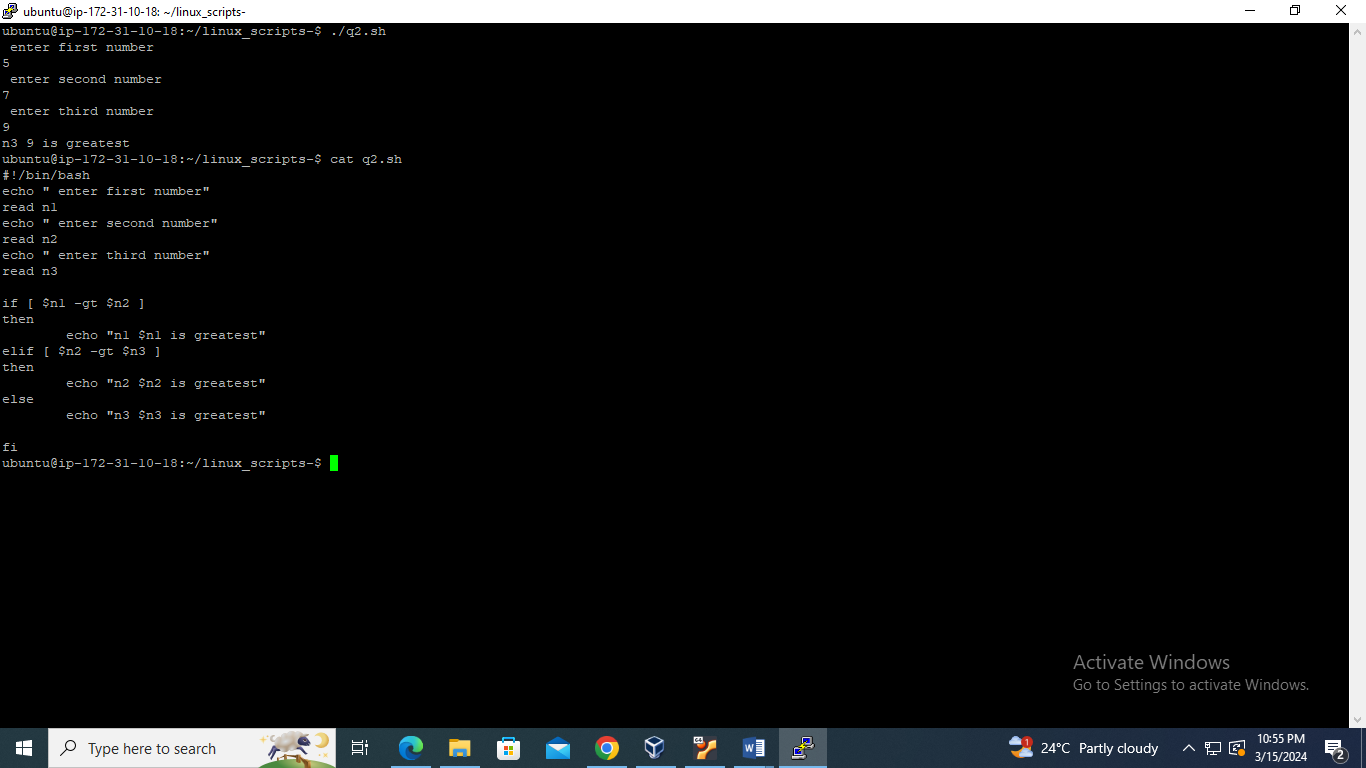 ubuntu@ip-172-31-10-18: ~/linux_scripts-
ubuntu@ip-172-31-10-18:~/linux_scripts-$ ./q2.sh
 enter first number
5
 enter second number
7
 enter third number
9
n3 9 is greatest
ubuntu@ip-172-31-10-18:~/linux_scripts-$ cat q2.sh
#!/bin/bash
echo " enter first number"
read n1
echo " enter second number"
read n2
echo " enter third number"
read n3

if [ $n1 -gt $n2 ]
then
        echo "n1 $n1 is greatest"
elif [ $n2 -gt $n3 ]
then
        echo "n2 $n2 is greatest"
else
        echo "n3 $n3 is greatest"

fi
ubuntu@ip-172-31-10-18:~/linux_scripts-$
Activate Windows
Go to Settings to activate Windows.
Type here to search
64
W
1
24°C Partly cloudy
10:55 PM
3/15/2024
2